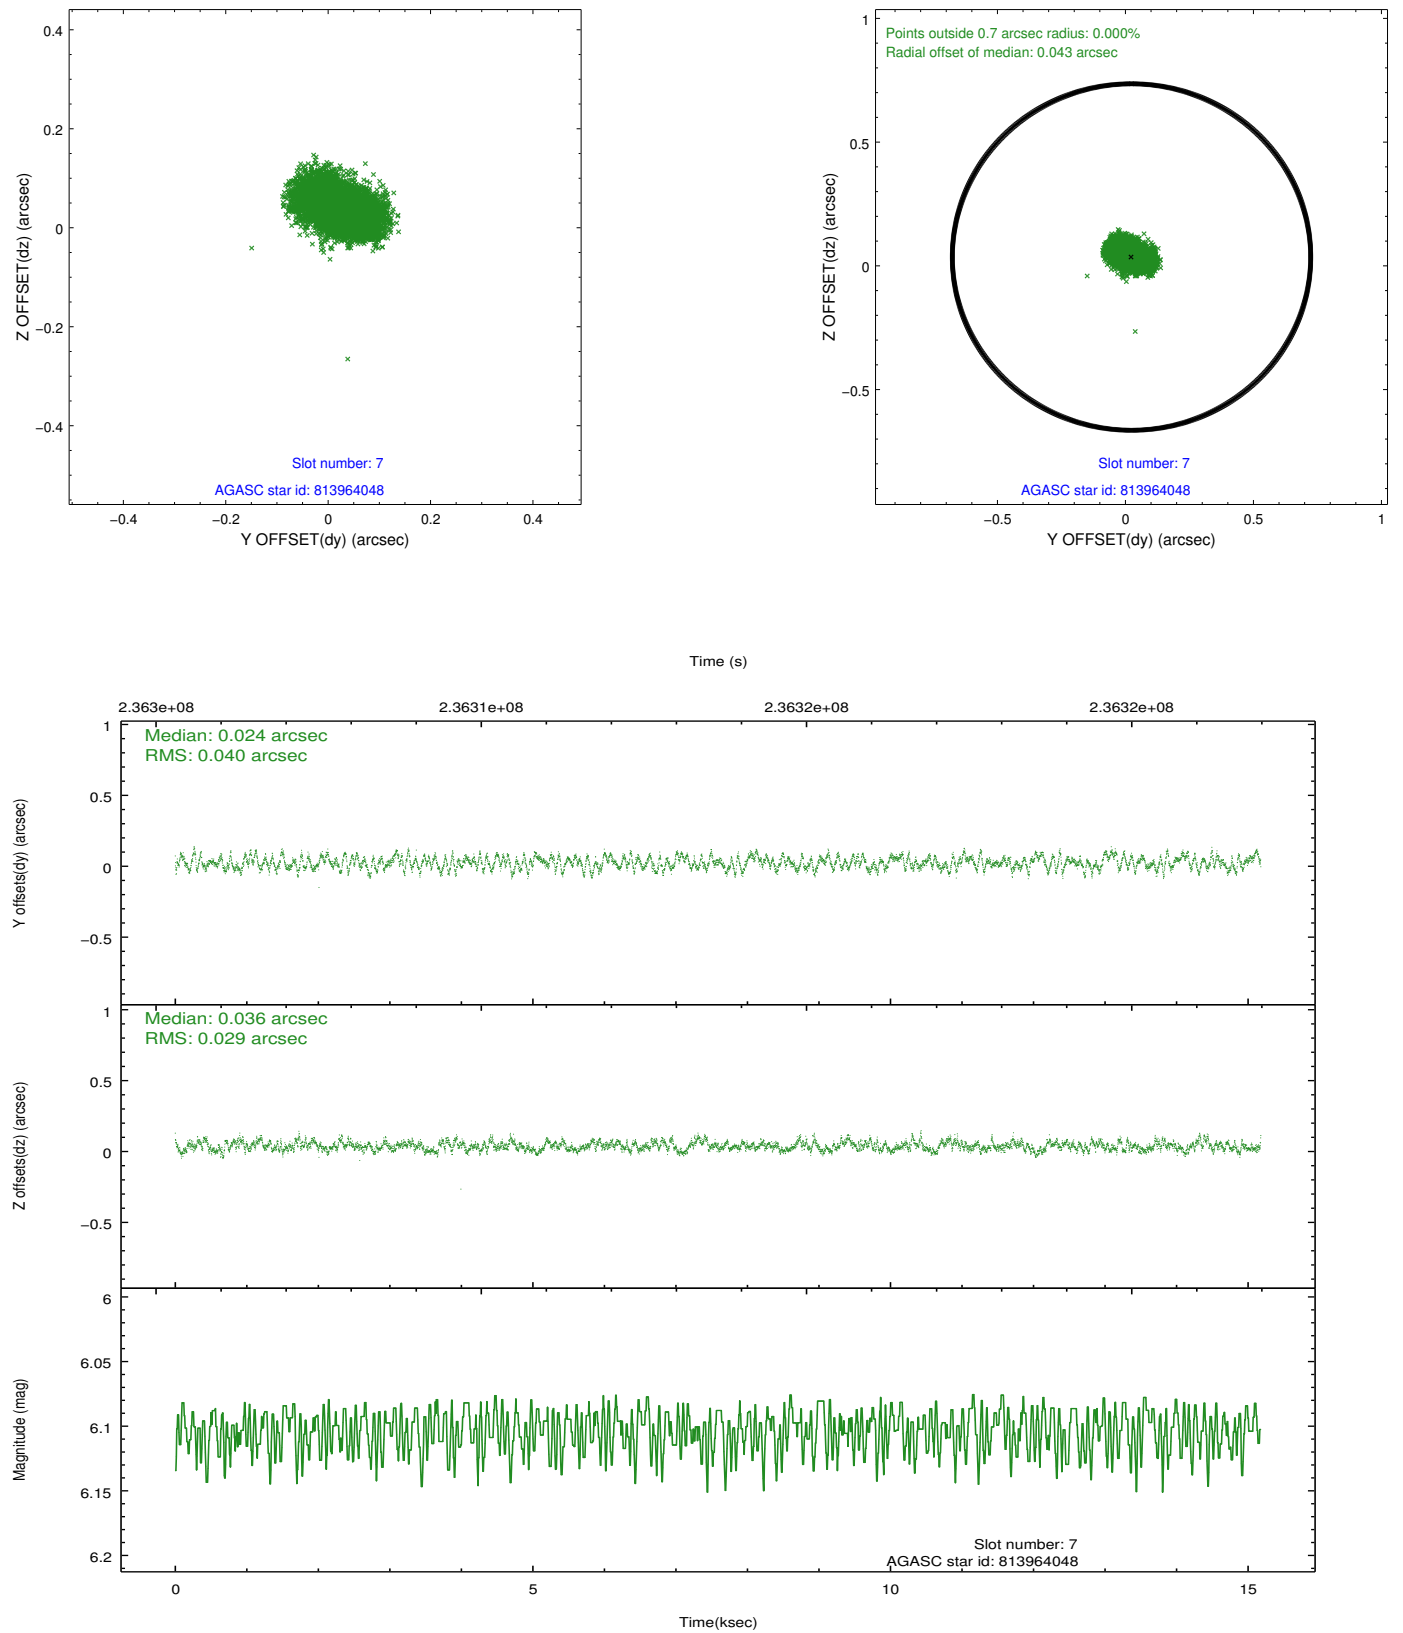 0.4
0.2
0
−0.2
−0.4
Z OFFSET(dz) (arcsec)
Slot number: 7
AGASC star id: 813964048
−0.4
−0.2
0
0.2
0.4
Y OFFSET(dy) (arcsec)
1
0.5
0
−0.5
Z OFFSET(dz) (arcsec)
Points outside 0.7 arcsec radius: 0.000%
Radial offset of median: 0.043 arcsec
Slot number: 7
AGASC star id: 813964048
−0.5
0
0.5
1
Y OFFSET(dy) (arcsec)
Time (s)
2.363e+08
2.3631e+08
2.3632e+08
2.3632e+08
1
0.5
0
−0.5
Y offsets(dy) (arcsec)
Median: 0.024 arcsec
RMS: 0.040 arcsec
1
0.5
0
−0.5
Z offsets(dz) (arcsec)
Median: 0.036 arcsec
RMS: 0.029 arcsec
6
6.05
6.1
6.15
6.2
Magnitude (mag)
Slot number: 7
AGASC star id: 813964048
0
5
10
15
Time(ksec)